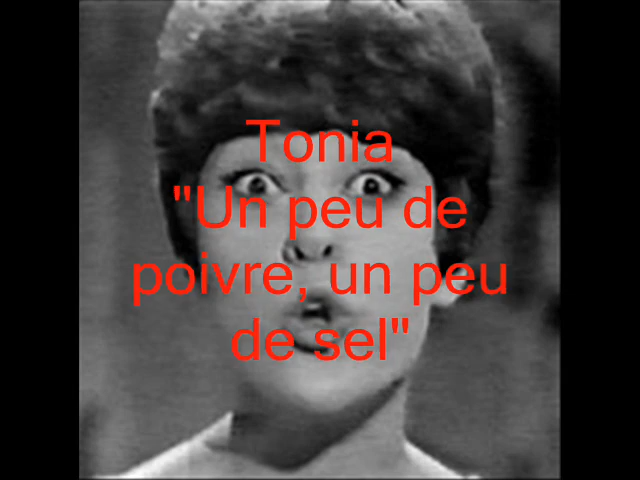 Tonia
"Un peu de
poivre, un peu
de sel"